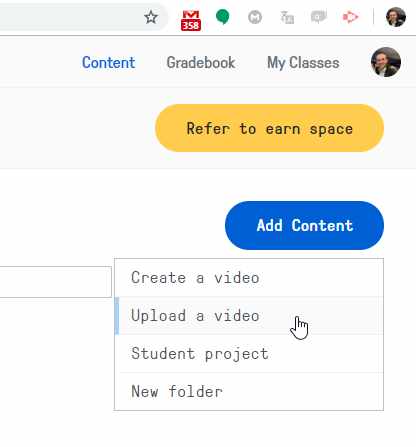 358
Content Gradebook My Classes
Refer to earn space
Add Content
Create a video
Upload a video
Student project
New folder